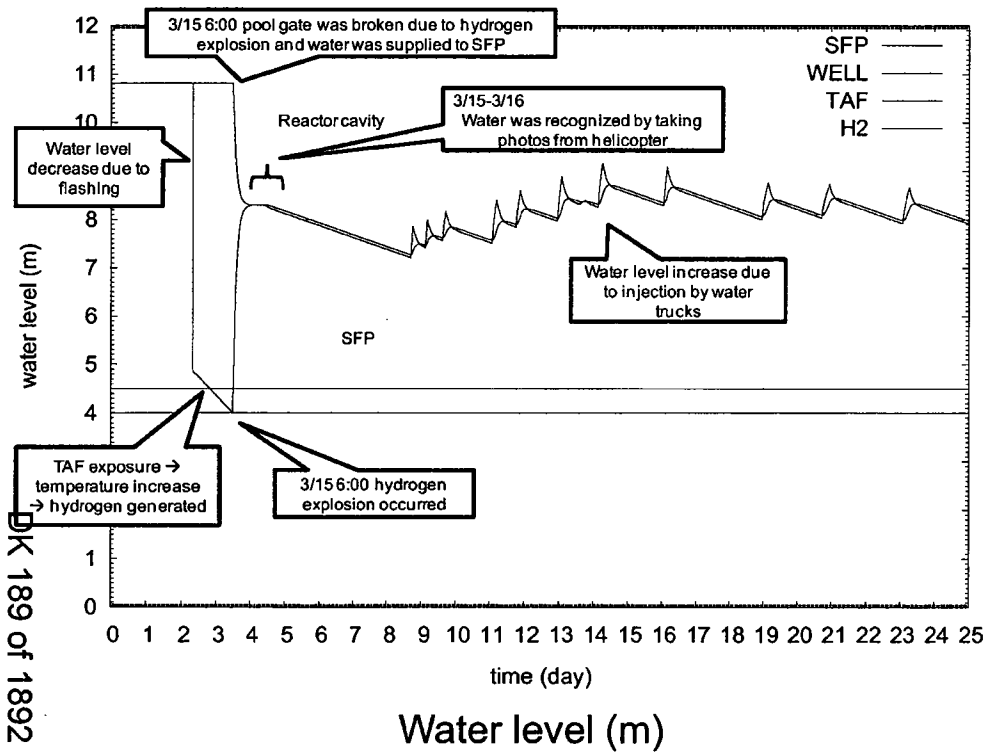 3/15 6:00 pool gate was broken due to hydrogen
explosion and water was supplied to SFP
SFP
WELL
TAF
H2
Water level
decrease due to
flashing
Reactor cavity
3/15-3/16
Water was recognized by taking
photos from helicopter
Water level increase due
to injection by water
trucks
SFP
TAF exposure →
temperature increase
→ hydrogen generated
3/15 6:00 hydrogen
explosion occurred
water level (m)
12
11
10
9
8
7
6
5
4
1
0
0 1 2 3 4 5 6 7 8 9 10 11 12 13 14 15 16 17 18 19 20 21 22 23 24 25
time (day)
Water level (m)
DK 189 of 1892